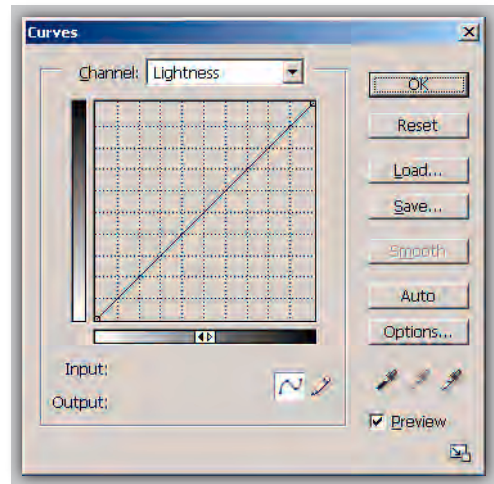 Curves
Channel: Lightness
OK
Reset
Load...
Save...
Smooth
Auto
Options...
Input:
Output:
Preview